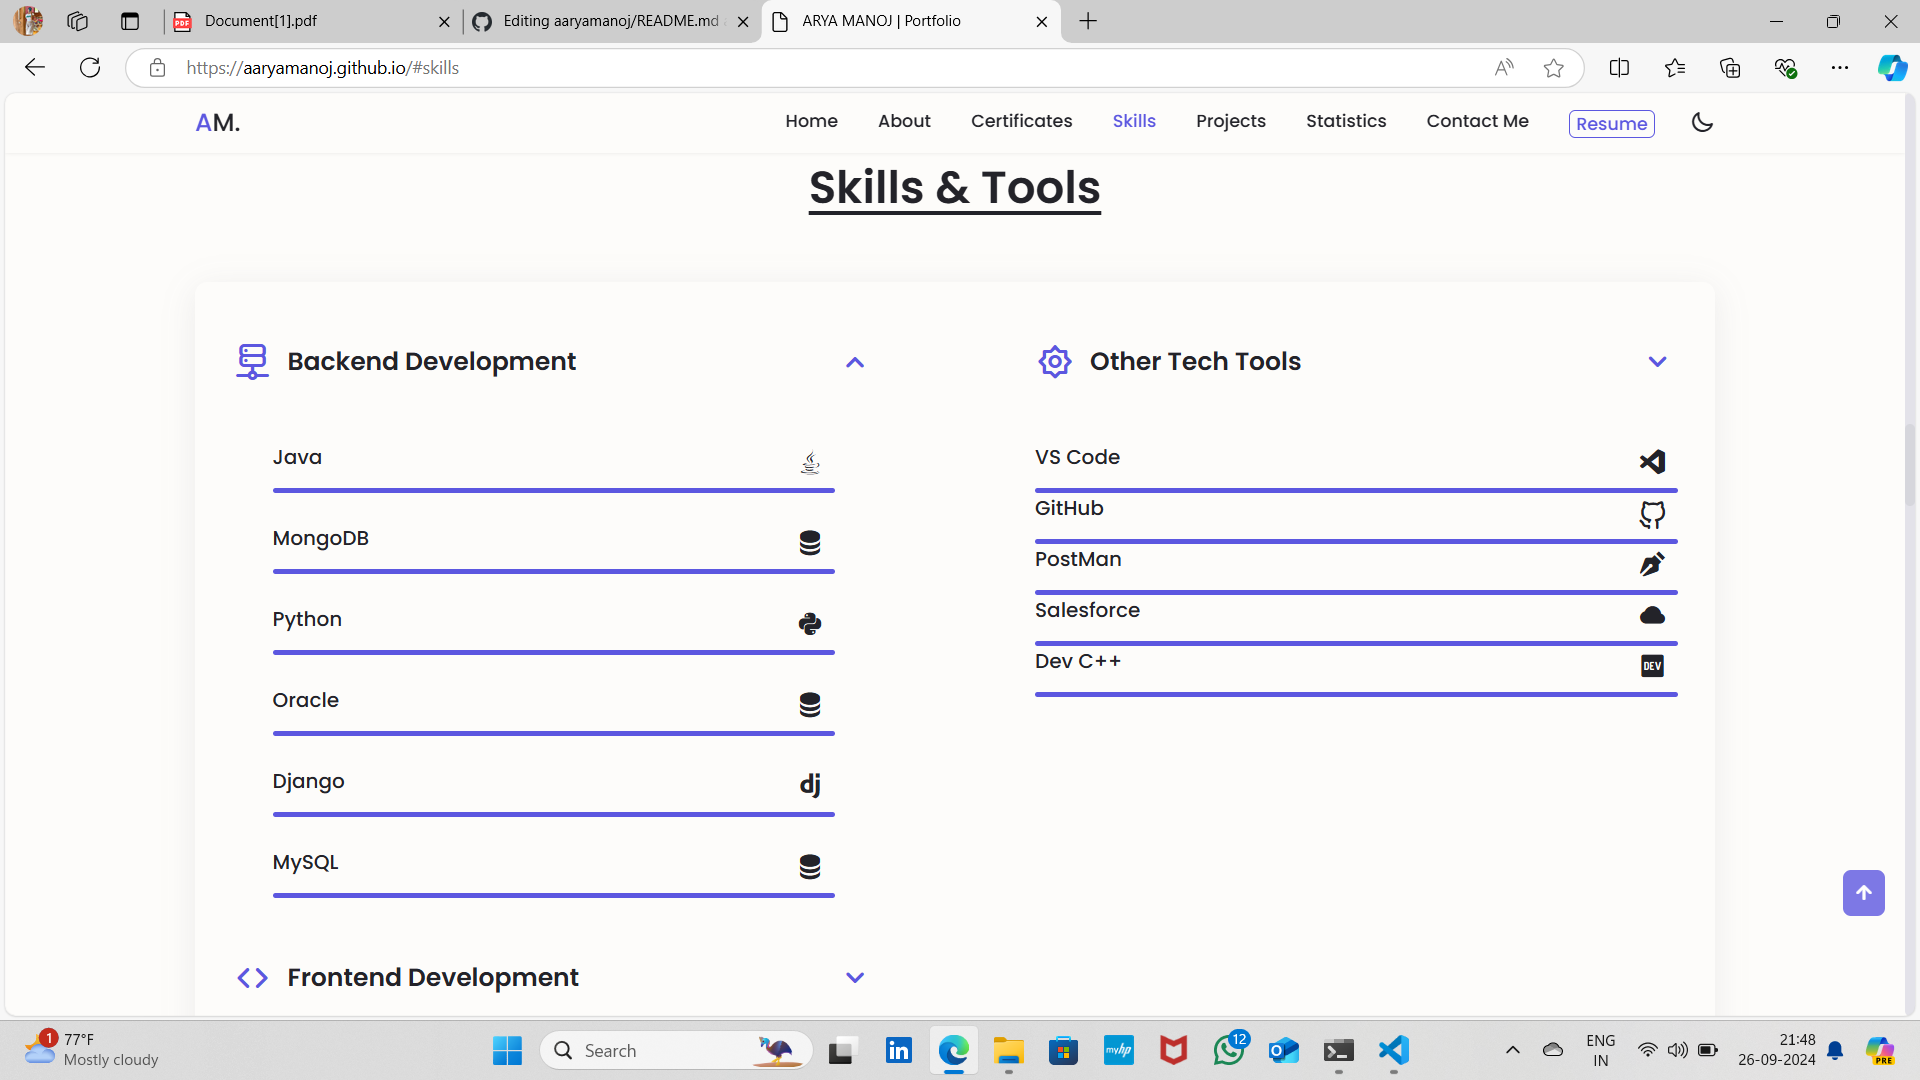 Document[1].pdf
Editing aaryamanoj/README.md
ARYA MANOJ | Portfolio
https://aaryamanoj.github.io/#skills
AM.
Home
About
Certificates
Skills
Projects
Statistics
Contact Me
Resume
Skills & Tools
Backend Development
Java
MongoDB
Python
Oracle
Django
dj
MySQL
Frontend Development
Other Tech Tools
VS Code
GitHub
PostMan
Salesforce
Dev C++
DEV
1
77°F
Mostly cloudy
Search
in
myhp
12
ENG
IN
21:48
26-09-2024
PRE